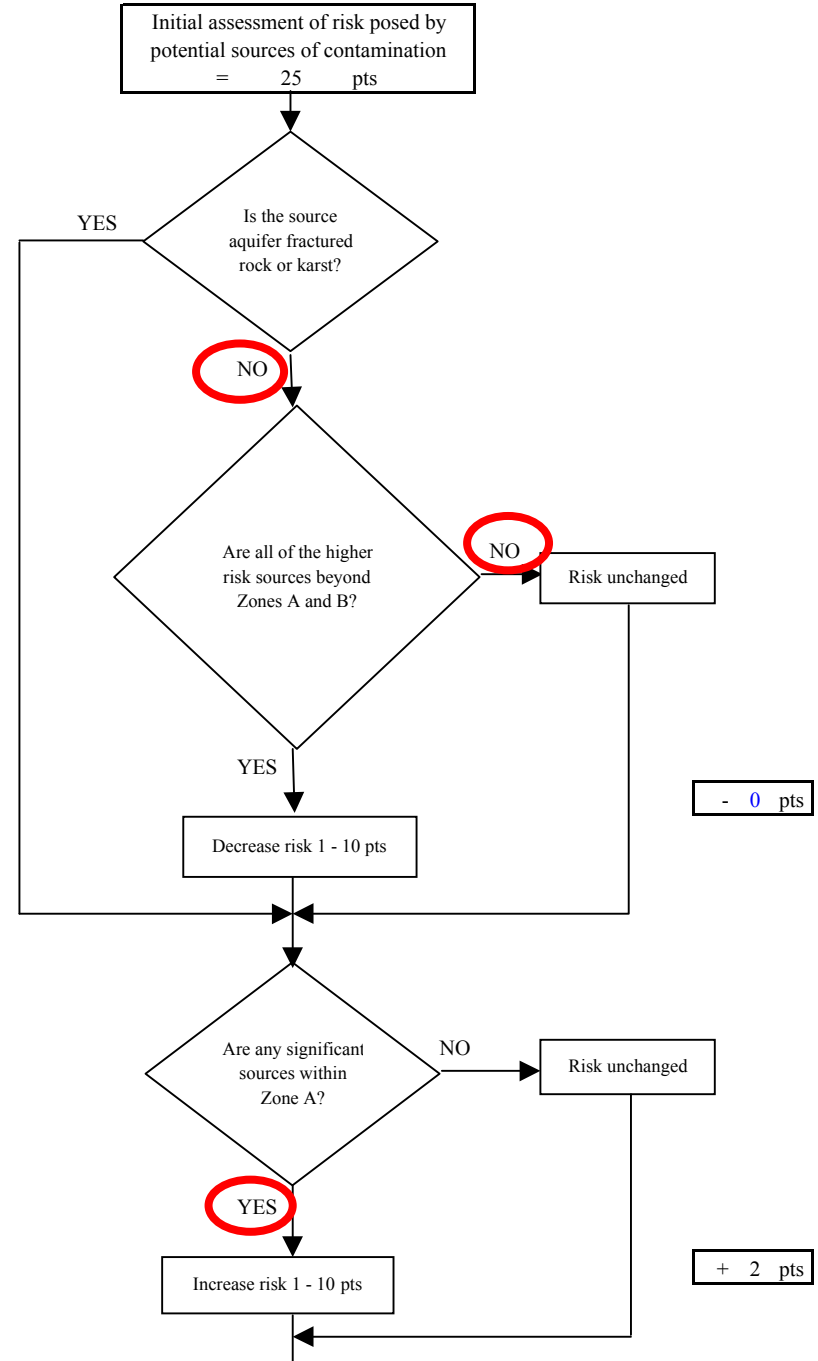 Initial assessment of risk posed by
potential sources of contamination
= 25 pts
YES
Is the source
aquifer fractured
rock or karst?
NO
Are all of the higher
risk sources beyond
Zones A and B?
NO
Risk unchanged
YES
- 0 pts
Decrease risk 1 - 10 pts
Are any significant
sources within
Zone A?
NO
Risk unchanged
YES
+ 2 pts
Increase risk 1 - 10 pts